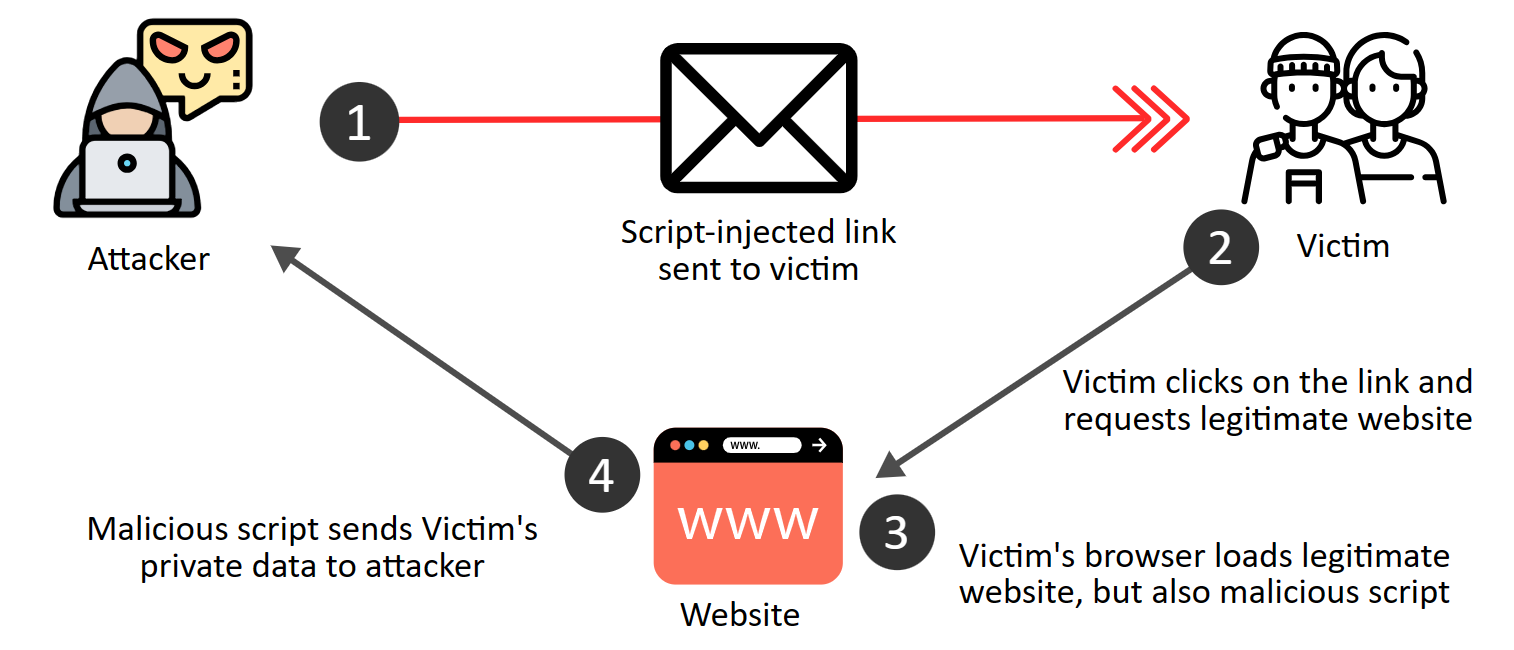 1
Script-injected link
sent to victim
Attacker
2
Victim
Victim clicks on the link and
requests legitimate website
www.
www
Website
3
Victim's browser loads legitimate
website, but also malicious script
4
Malicious script sends Victim's
private data to attacker